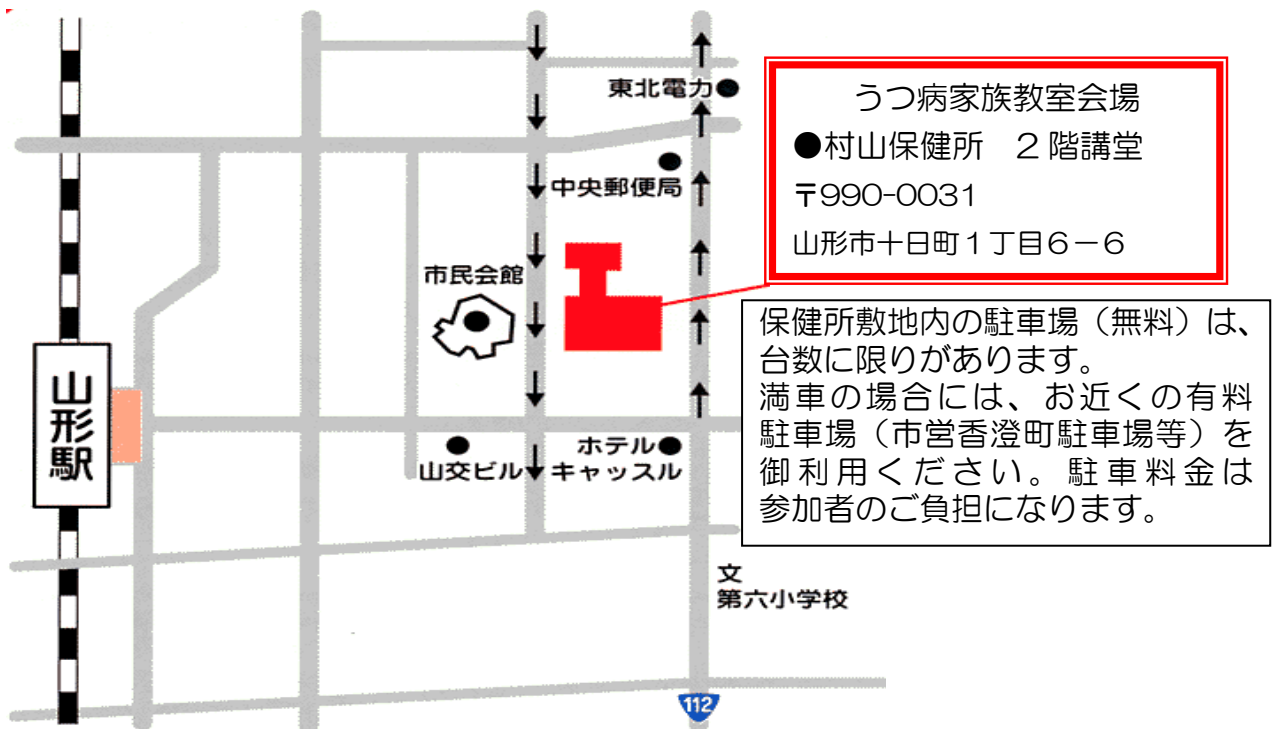 東北電力
中央郵便局
市民会館
山形駅
山交ビル
ホテル
キャッスル
文
第六小学校
112
うつ病家族教室会場
●村山保健所　２階講堂
〒990-0031
山形市十日町１丁目６－６
保健所敷地内の駐車場（無料）は、
台数に限りがあります。
満車の場合には、お近くの有料
駐車場（市営香澄町駐車場等）を
御利用ください。駐車料金は
参加者のご負担になります。